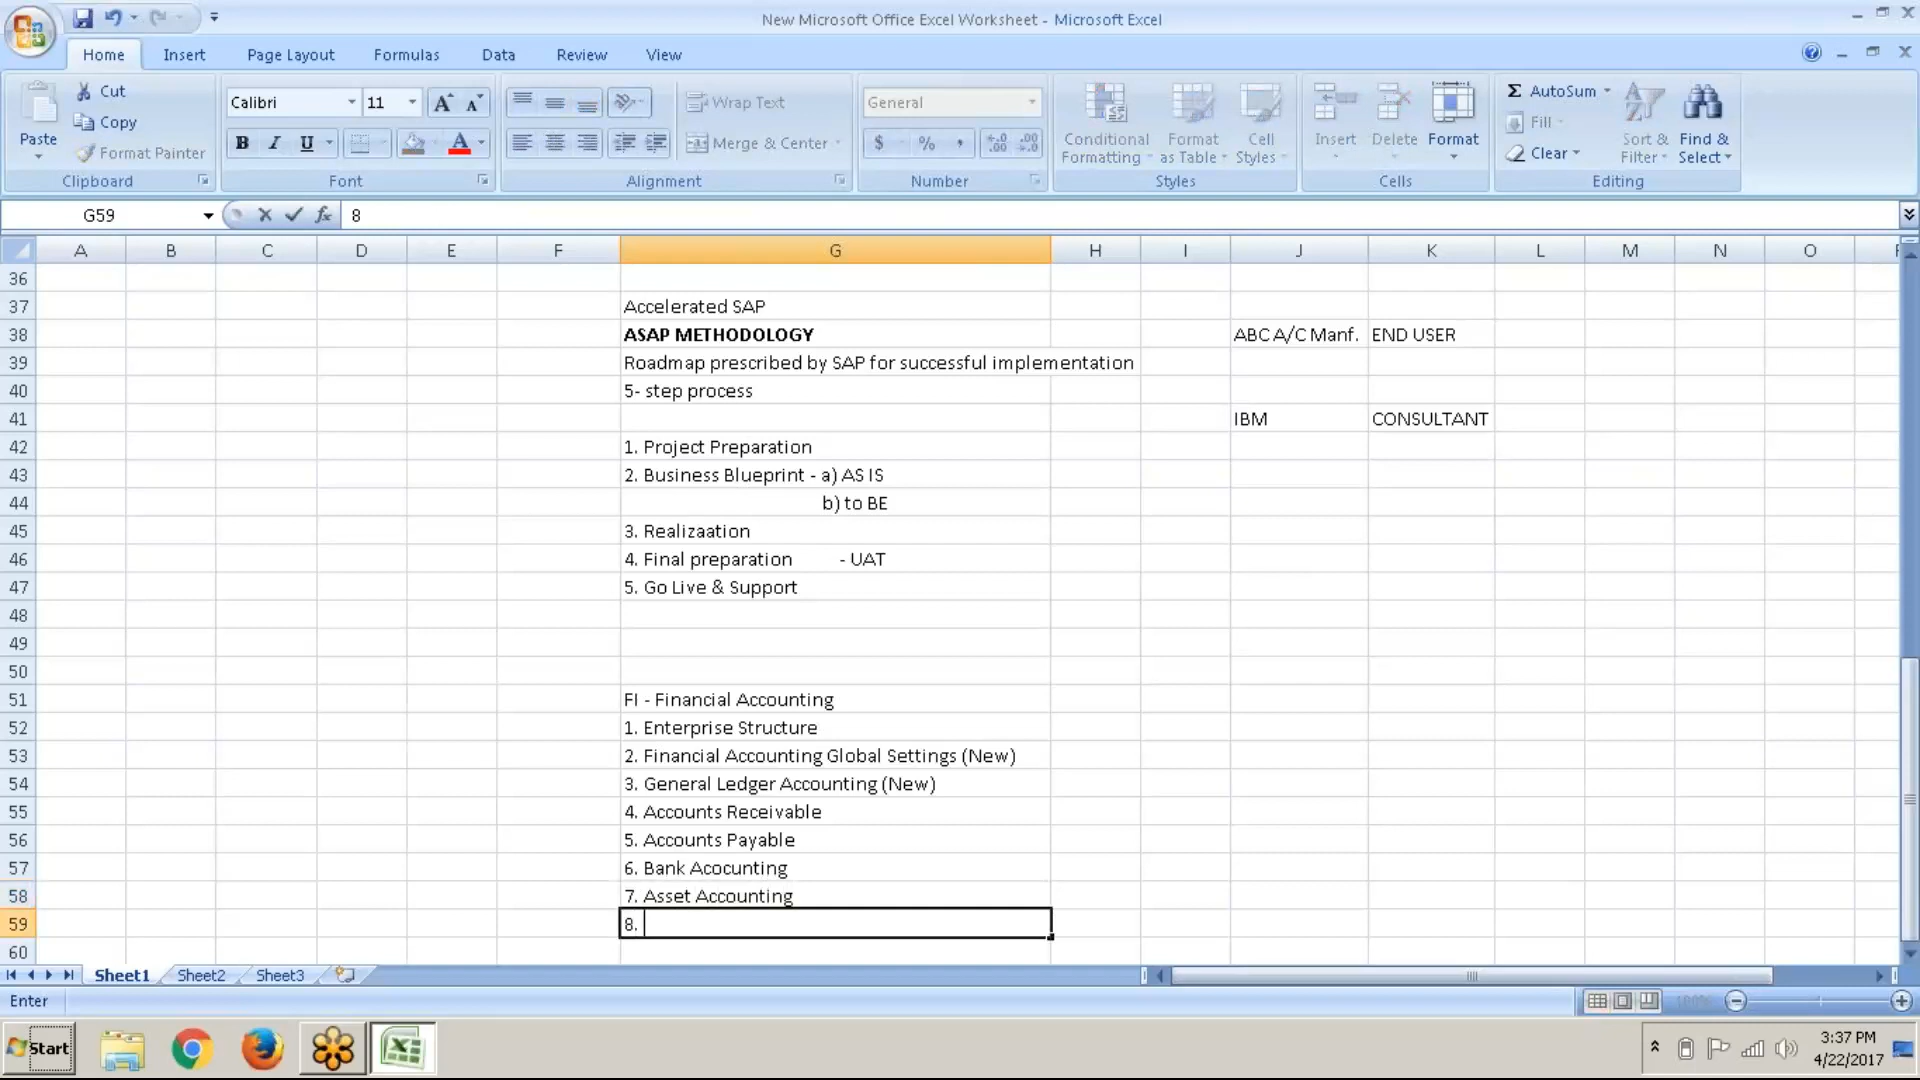 New Microsoft Office Excel Worksheet - Microsoft Excel
Home Insert Page Layout Formulas Data Review View
Paste
Cut
Copy
Format Painter
Clipboard
Calibri 11
B I U
Font
Wrap Text
Merge & Center
Alignment
General
$ % ,
Number
Conditional Formatting
Format as Table
Cell Styles
Styles
Insert Delete Format
Cells
Σ AutoSum
Fill
Clear
Sort & Filter
Find & Select
Editing
G59 fx 8
A B C D E F G H I J K L M N O
36
37 Accelerated SAP
38 ASAP METHODOLOGY ABC A/C Manf. END USER
39 Roadmap prescribed by SAP for successful implementation
40 5- step process
41 IBM CONSULTANT
42 1. Project Preparation
43 2. Business Blueprint - a) AS IS
44 b) to BE
45 3. Realizaation
46 4. Final preparation - UAT
47 5. Go Live & Support
48
49
50
51 FI - Financial Accounting
52 1. Enterprise Structure
53 2. Financial Accounting Global Settings (New)
54 3. General Ledger Accounting (New)
55 4. Accounts Receivable
56 5. Accounts Payable
57 6. Bank Acocunting
58 7. Asset Accounting
59 8.
60
Sheet1 Sheet2 Sheet3
Enter
Start
3:37 PM
4/22/2017